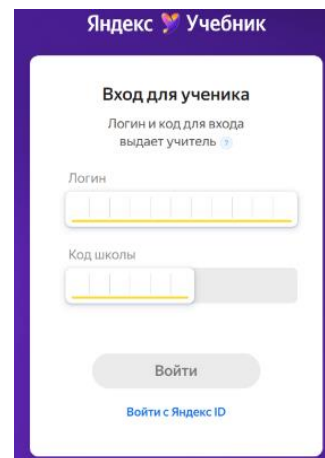 Яндекс Учебник
Вход для ученика
Логин и код для входа
выдает учитель ?
Логин
Код школы
Войти
Войти с Яндекс ID